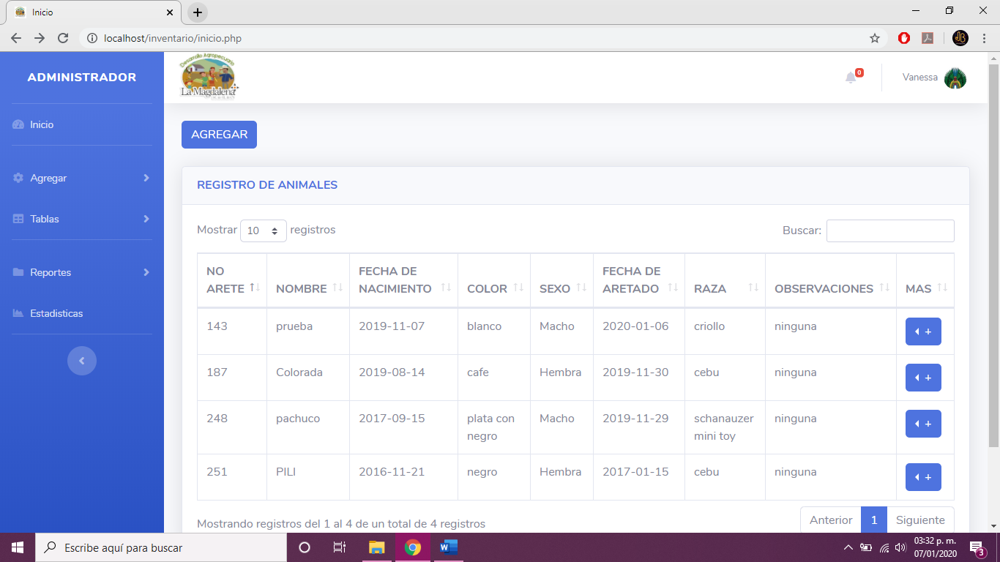 Inicio
localhost/inventario/inicio.php
ADMINISTRADOR
Desarrollo Agropecuario
La Magdalena
0
Vanessa
Inicio
Agregar
Tablas
Reportes
Estadisticas
AGREGAR
REGISTRO DE ANIMALES
Mostrar 10 registros
Buscar:
NO ARETE NOMBRE FECHA DE NACIMIENTO COLOR SEXO FECHA DE ARETADO RAZA OBSERVACIONES MAS
143 prueba 2019-11-07 blanco Macho 2020-01-06 criollo ninguna +
187 Colorada 2019-08-14 cafe Hembra 2019-11-30 cebu ninguna +
248 pachuco 2017-09-15 plata con negro Macho 2019-11-29 schanauzer mini toy ninguna +
251 PILI 2016-11-21 negro Hembra 2017-01-15 cebu ninguna +
Mostrando registros del 1 al 4 de un total de 4 registros
Anterior 1 Siguiente
Escribe aquí para buscar
03:32 p. m.
07/01/2020
3